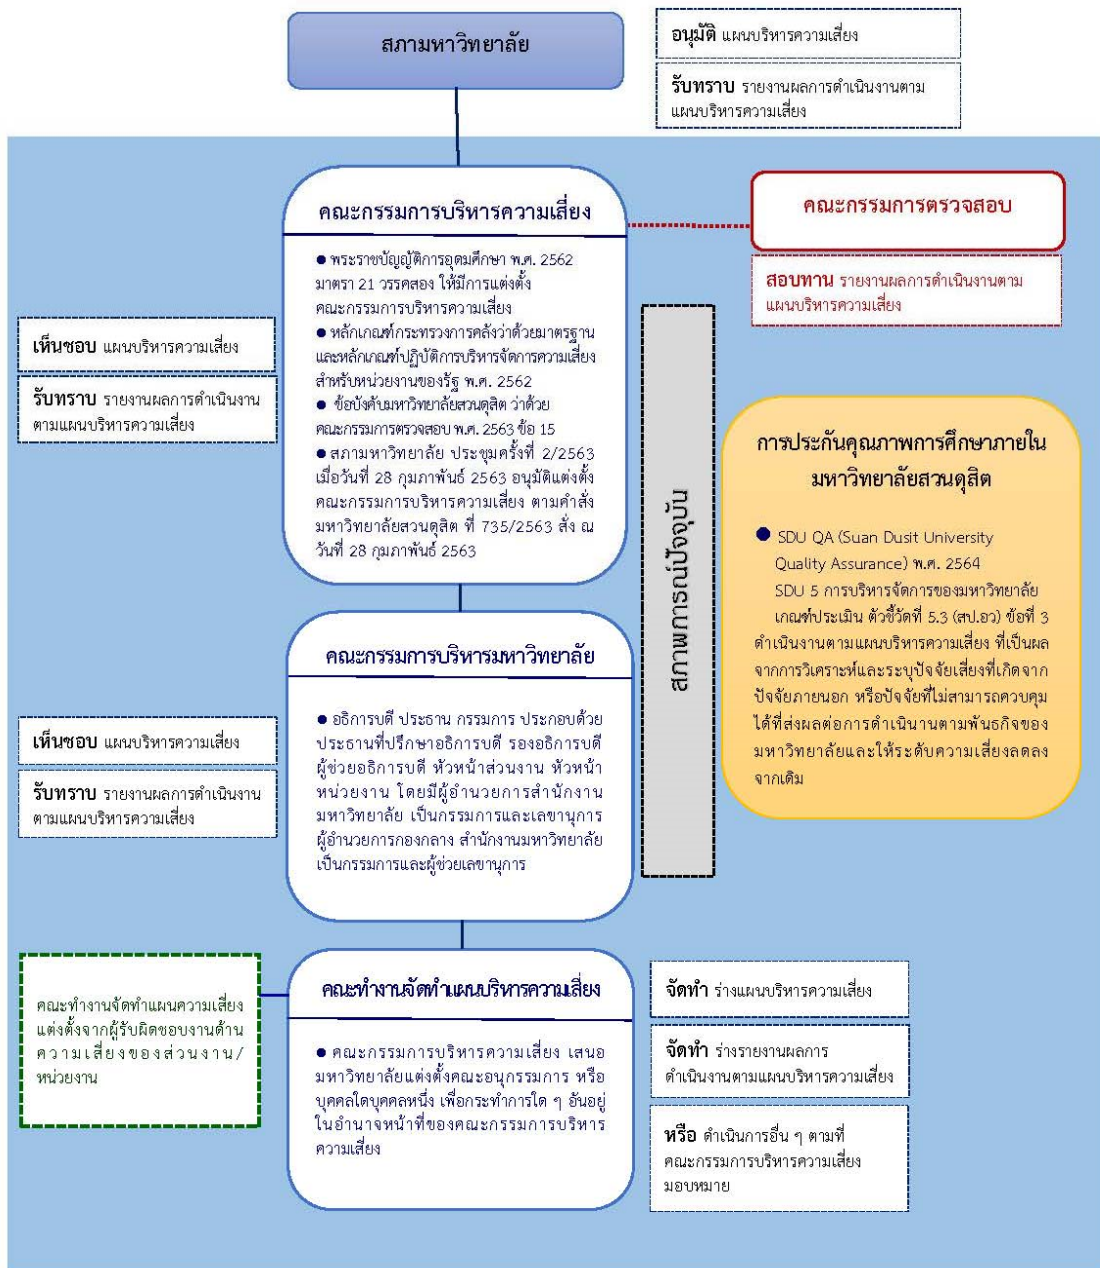 สภามหาวิทยาลัย
อนุมัติ แผนบริหารความเสี่ยง
รับทราบ รายงานผลการดำเนินงานตาม
แผนบริหารความเสี่ยง
คณะกรรมการบริหารความเสี่ยง
● พระราชบัญญัติการอุดมศึกษา พ.ศ. 2562
มาตรา 21 วรรคสอง ให้มีการแต่งตั้ง
คณะกรรมการบริหารความเสี่ยง
● หลักเกณฑ์กระทรวงการคลังว่าด้วยมาตรฐาน
และหลักเกณฑ์ปฏิบัติการบริหารจัดการความเสี่ยง
สำหรับหน่วยงานของรัฐ พ.ศ. 2562
● ข้อบังคับมหาวิทยาลัยสวนดุสิต ว่าด้วย
คณะกรรมการตรวจสอบ พ.ศ. 2563 ข้อ 15
● สภามหาวิทยาลัย ประชุมครั้งที่ 2/2563
เมื่อวันที่ 28 กุมภาพันธ์ 2563 อนุมัติแต่งตั้ง
คณะกรรมการบริหารความเสี่ยง ตามคำสั่ง
มหาวิทยาลัยสวนดุสิต ที่ 735/2563 สั่ง ณ
วันที่ 28 กุมภาพันธ์ 2563
คณะกรรมการตรวจสอบ
สอบทาน รายงานผลการดำเนินงานตาม
แผนบริหารความเสี่ยง
เห็นชอบ แผนบริหารความเสี่ยง
รับทราบ รายงานผลการดำเนินงาน
ตามแผนบริหารความเสี่ยง
สภาพการณ์ปัจจุบัน
การประกันคุณภาพการศึกษาภายใน
มหาวิทยาลัยสวนดุสิต
● SDU QA (Suan Dusit University
Quality Assurance) พ.ศ. 2564
SDU 5 การบริหารจัดการของมหาวิทยาลัย
เกณฑ์ประเมิน ตัวชี้วัดที่ 5.3 (สป.อว) ข้อที่ 3
ดำเนินงานตามแผนบริหารความเสี่ยง ที่เป็นผล
จากการวิเคราะห์และระบุปัจจัยเสี่ยงที่เกิดจาก
ปัจจัยภายนอก หรือปัจจัยที่ไม่สามารถควบคุม
ได้ที่ส่งผลต่อการดำเนินานตามพันธกิจของ
มหาวิทยาลัยและให้ระดับความเสี่ยงลดลง
จากเดิม
คณะกรรมการบริหารมหาวิทยาลัย
● อธิการบดี ประธาน กรรมการ ประกอบด้วย
ประธานที่ปรึกษาอธิการบดี รองอธิการบดี
ผู้ช่วยอธิการบดี หัวหน้าส่วนงาน หัวหน้า
หน่วยงาน โดยมีผู้อำนวยการสำนักงาน
มหาวิทยาลัย เป็นกรรมการและเลขานุการ
ผู้อำนวยการกองกลาง สำนักงานมหาวิทยาลัย
เป็นกรรมการและผู้ช่วยเลขานุการ
เห็นชอบ แผนบริหารความเสี่ยง
รับทราบ รายงานผลการดำเนินงาน
ตามแผนบริหารความเสี่ยง
คณะทำงานจัดทำแผนบริหารความเสี่ยง
● คณะกรรมการบริหารความเสี่ยง เสนอ
มหาวิทยาลัยแต่งตั้งคณะอนุกรรมการ หรือ
บุคคลใดบุคคลหนึ่ง เพื่อกระทำการใด ๆ อันอยู่
ในอำนาจหน้าที่ของคณะกรรมการบริหาร
ความเสี่ยง
คณะทำงานจัดทำแผนความเสี่ยง
แต่งตั้งจากผู้รับผิดชอบงานด้าน
ความเสี่ยงของส่วนงาน/
หน่วยงาน
จัดทำ ร่างแผนบริหารความเสี่ยง
จัดทำ ร่างรายงานผลการ
ดำเนินงานตามแผนบริหารความเสี่ยง
หรือ ดำเนินการอื่น ๆ ตามที่
คณะกรรมการบริหารความเสี่ยง
มอบหมาย